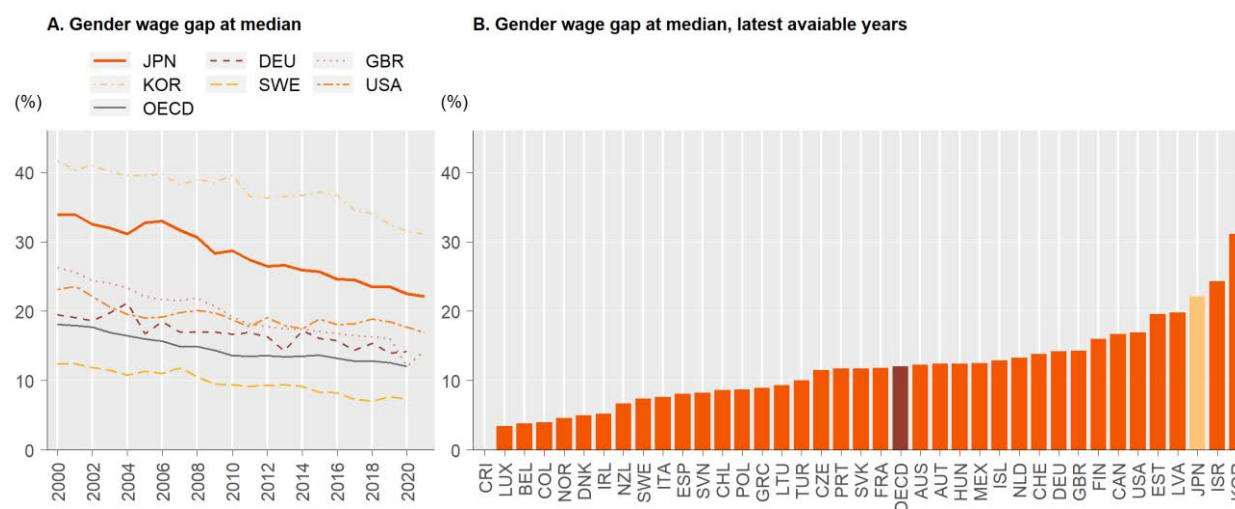 A. Gender wage gap at median
JPN DEU GBR
KOR SWE USA
OECD
(%)
40
30
20
10
0
2000 2002 2004 2006 2008 2010 2012 2014 2016 2018 2020
B. Gender wage gap at median, latest avaiable years
(%)
40
30
20
10
0
CRI LUX BEL COL NOR DNK IRL NZL SWE ITA ESP SVN CHL POL GRC LTU TUR CZE PRT SVK FRA OECD AUS AUT HUN MEX ISL NLD CHE DEU GBR FIN CAN USA EST LVA JPN ISR KOR